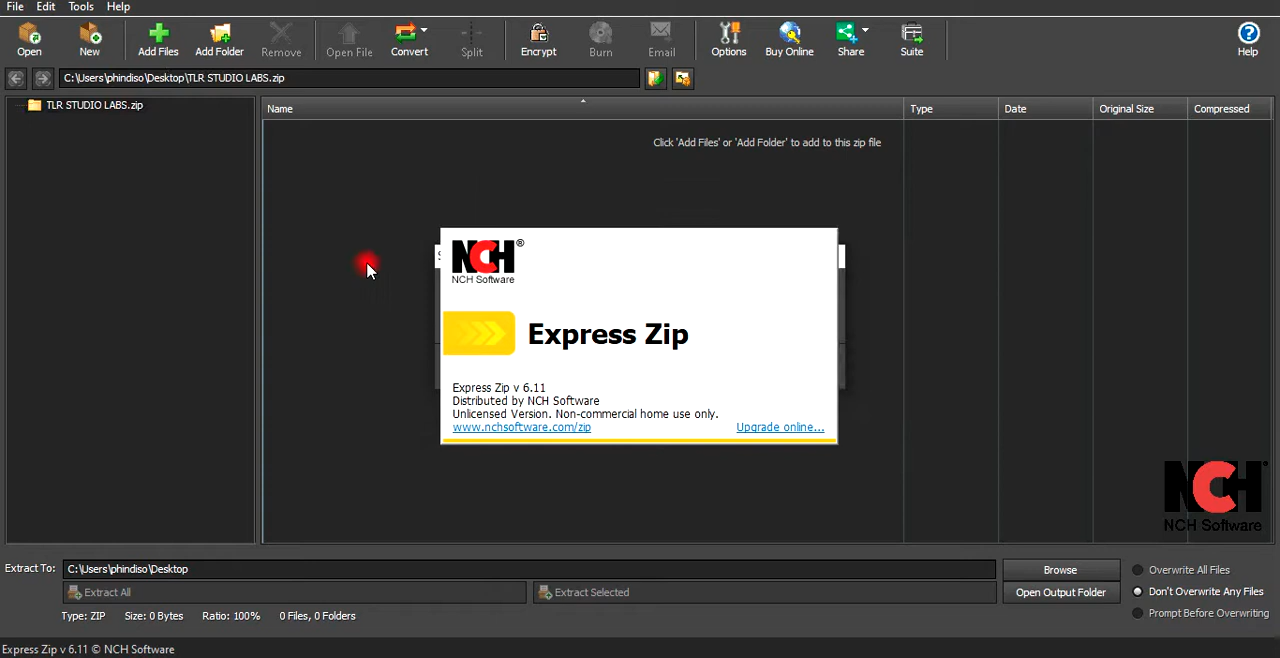 File Edit Tools Help
Open New Add Files Add Folder Remove Open File Convert Split Encrypt Burn Email Options Buy Online Share Suite Help
C:\Users\phindiso\Desktop\TLR STUDIO LABS.zip
TLR STUDIO LABS.zip
Name Type Date Original Size Compressed
Click 'Add Files' or 'Add Folder' to add to this zip file
NCH®
NCH Software
Express Zip
Express Zip v 6.11
Distributed by NCH Software
Unlicensed Version. Non-commercial home use only.
www.nchsoftware.com/zip Upgrade online...
NCH®
NCH Software
Extract To: C:\Users\phindiso\Desktop Browse Overwrite All Files
Extract All Extract Selected Open Output Folder Don't Overwrite Any Files
Type: ZIP Size: 0 Bytes Ratio: 100% 0 Files, 0 Folders Prompt Before Overwriting
Express Zip v 6.11 © NCH Software